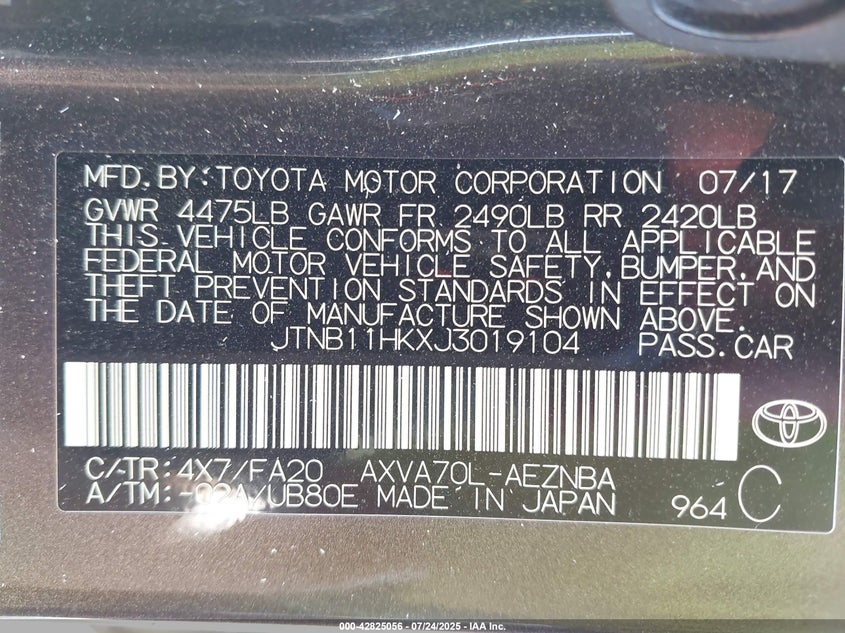 MFD.BY:TOYOTA MOTOR CORPORATION 07/17
GVWR 4475LB GAWR FR 2490LB RR 2420LB
THIS VEHICLE CONFORMS TO ALL APPLICABLE
FEDERAL MOTOR VEHICLE SAFETY,BUMPER,AND
THEFT PREVENTION STANDARDS IN EFFECT ON
THE DATE OF MANUFACTURE SHOWN ABOVE.
JTNB11HKXJ3019104 PASS.CAR
C/TR:4X7/FA20 AXVA70L-AEZNBA
A/TM:-02A/UB80E MADE IN JAPAN 964 C
000-42825056 - 07/24/2025 - IAA Inc.